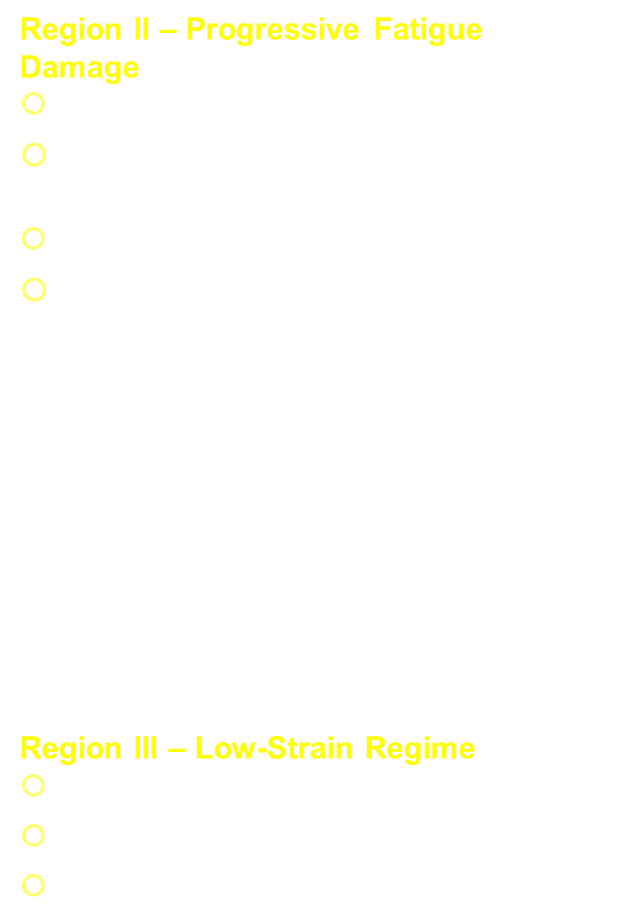 Region II – Progressive Fatigue
Damage
Region III – Low-Strain Regime